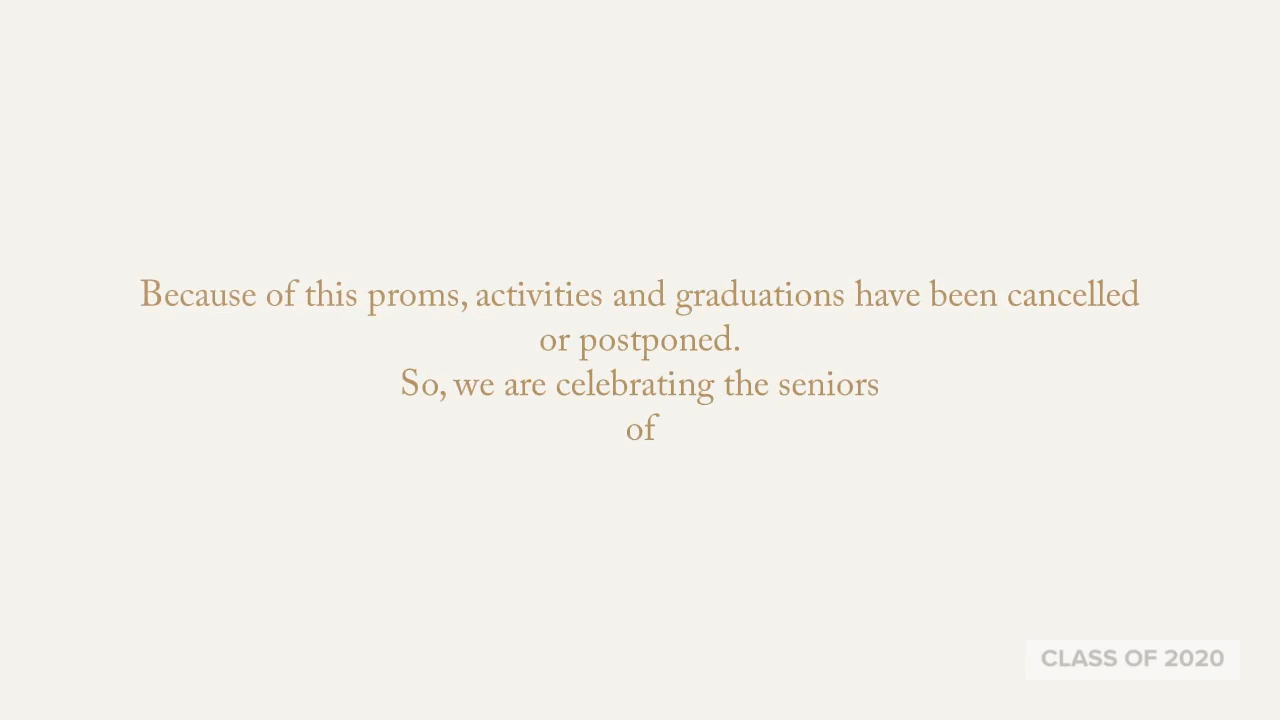 Because of this proms, activities and graduations have been cancelled
or postponed.
So, we are celebrating the seniors
of
CLASS OF 2020